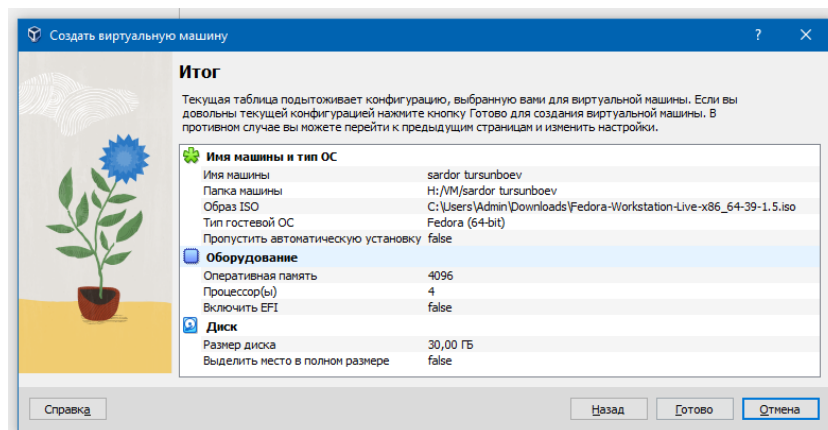 Создать виртуальную машину
Итог
Текущая таблица подытоживает конфигурацию, выбранную вами для виртуальной машины. Если вы
довольны текущей конфигурацией нажмите кнопку Готово для создания виртуальной машины. В
противном случае вы можете перейти к предыдущим страницам и изменить настройки.
Имя машины и тип ОС
Имя машины sardor tursunboev
Папка машины H:/VM/sardor tursunboev
Образ ISO C:\Users\Admin\Downloads\Fedora-Workstation-Live-x86_64-39-1.5.iso
Тип гостевой ОС Fedora (64-bit)
Пропустить автоматическую установку false
Оборудование
Оперативная память 4096
Процессор(ы) 4
Включить EFI false
Диск
Размер диска 30,00 ГБ
Выделить место в полном размере false
Справка Назад Готово Отмена